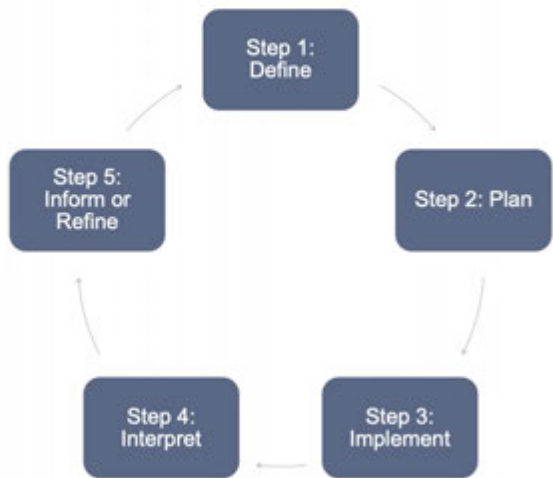 Step 1:
Define
Step 2: Plan
Step 3:
Implement
Step 4:
Interpret
Step 5:
Inform or
Refine